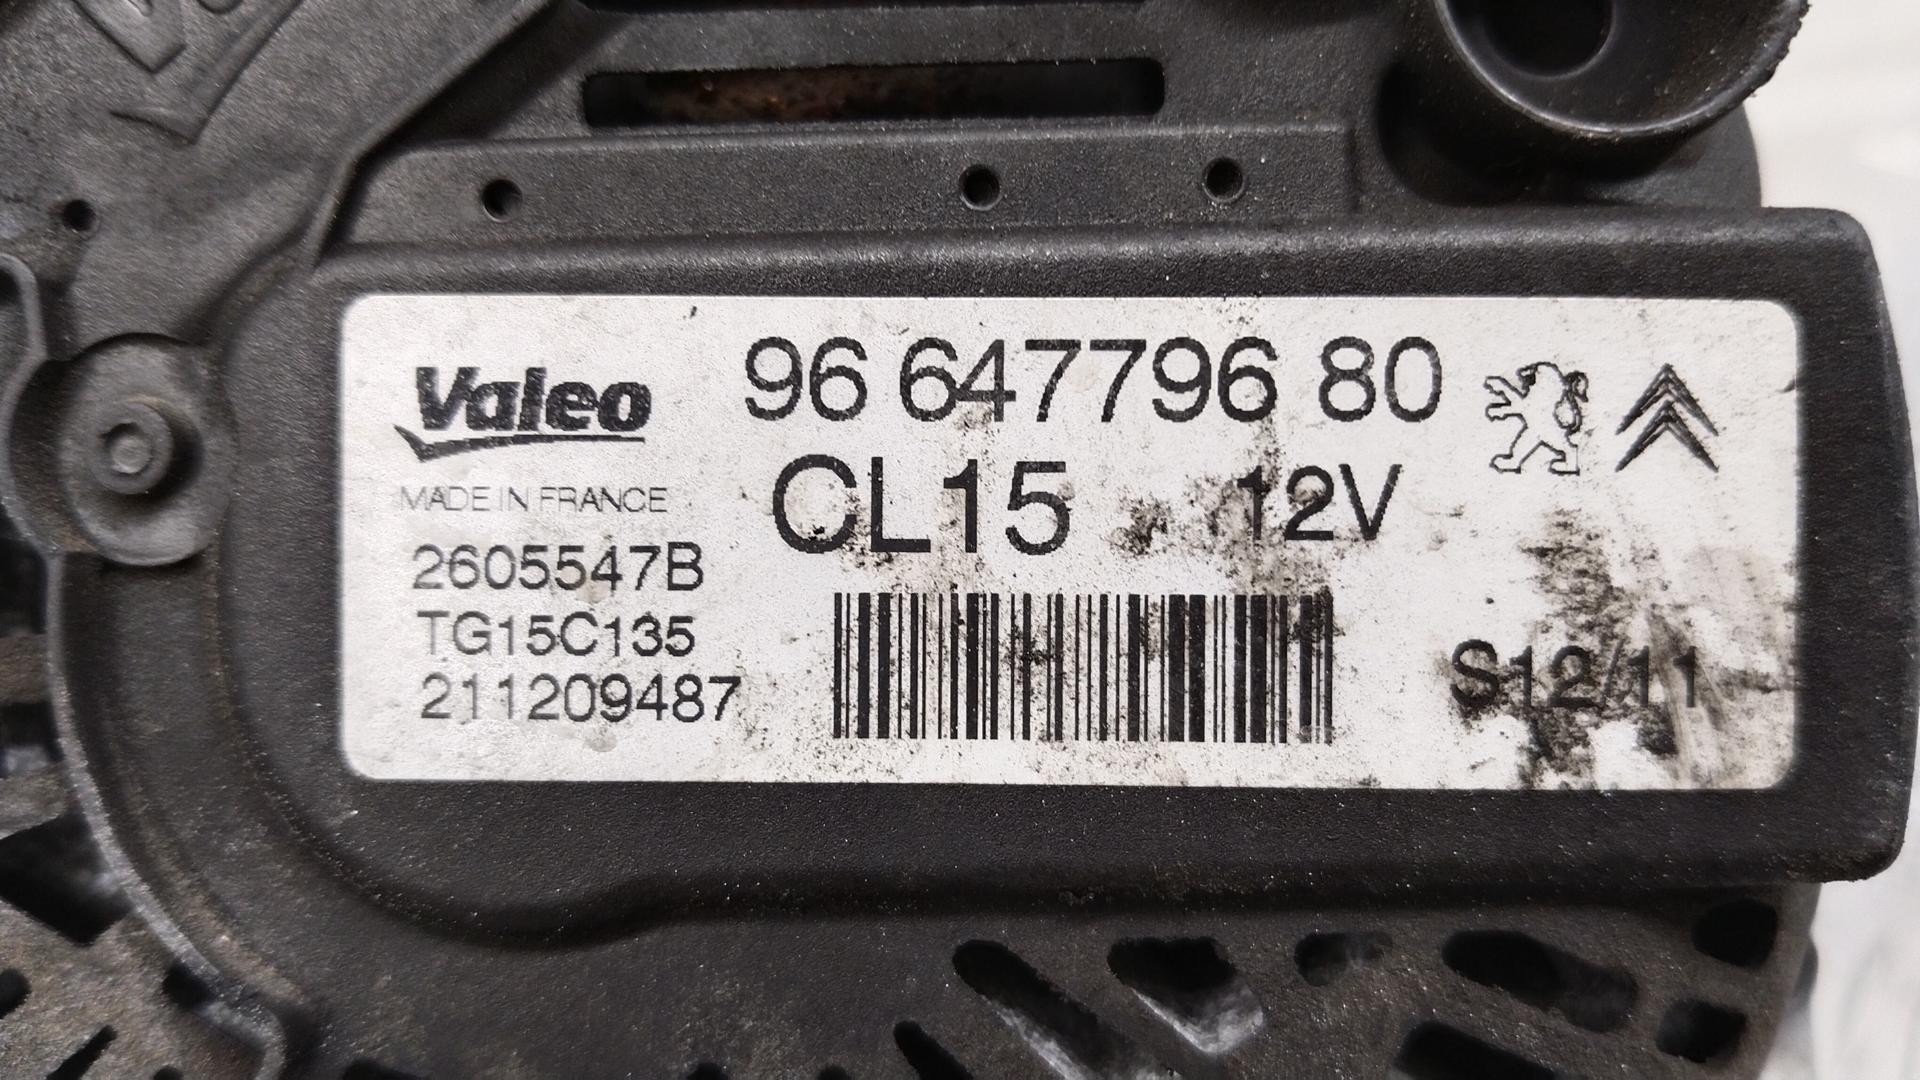 Valeo
96 647796 80
MADE IN FRANCE
CL15 12V
2605547B
TG15C135
211209487
S12/11